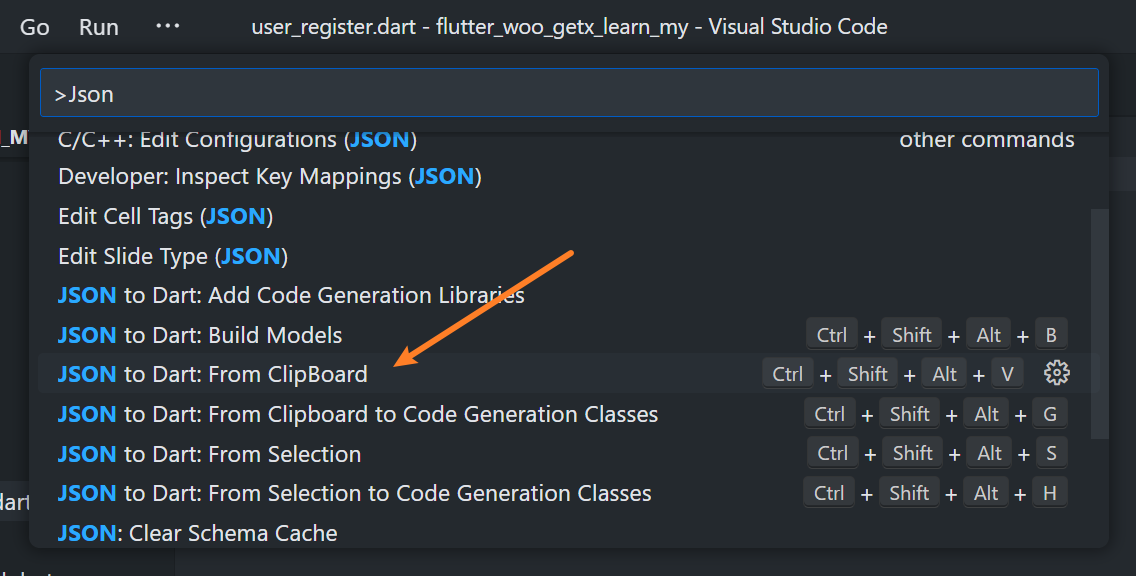 Go Run ··· user_register.dart - flutter_woo_getx_learn_my - Visual Studio Code
>Json
C/C++: Edit Configurations (JSON) other commands
Developer: Inspect Key Mappings (JSON)
Edit Cell Tags (JSON)
Edit Slide Type (JSON)
JSON to Dart: Add Code Generation Libraries
JSON to Dart: Build Models Ctrl + Shift + Alt + B
JSON to Dart: From ClipBoard Ctrl + Shift + Alt + V
JSON to Dart: From Clipboard to Code Generation Classes Ctrl + Shift + Alt + G
JSON to Dart: From Selection Ctrl + Shift + Alt + S
JSON to Dart: From Selection to Code Generation Classes Ctrl + Shift + Alt + H
JSON: Clear Schema Cache